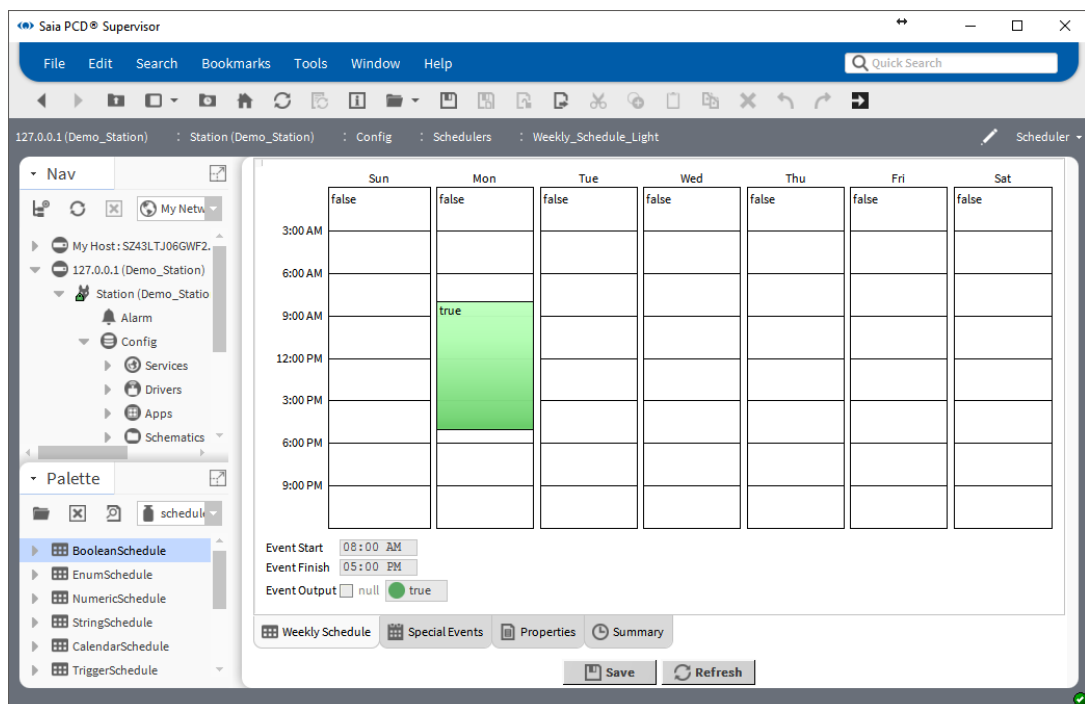 Saia PCD® Supervisor
File Edit Search Bookmarks Tools Window Help
Quick Search
127.0.0.1 (Demo_Station) : Station (Demo_Station) : Config : Schedulers : Weekly_Schedule_Light
Scheduler
Nav
My Netw
My Host : SZ43LTJ06GWF2.
127.0.0.1 (Demo_Station)
Station (Demo_Statio
Alarm
Config
Services
Drivers
Apps
Schematics
Palette
schedule
BooleanSchedule
EnumSchedule
NumericSchedule
StringSchedule
CalendarSchedule
TriggerSchedule
Sun Mon Tue Wed Thu Fri Sat
false false false false false false false
3:00 AM
6:00 AM
true
9:00 AM
12:00 PM
3:00 PM
6:00 PM
9:00 PM
Event Start 08:00 AM
Event Finish 05:00 PM
Event Output null true
Weekly Schedule Special Events Properties Summary
Save Refresh